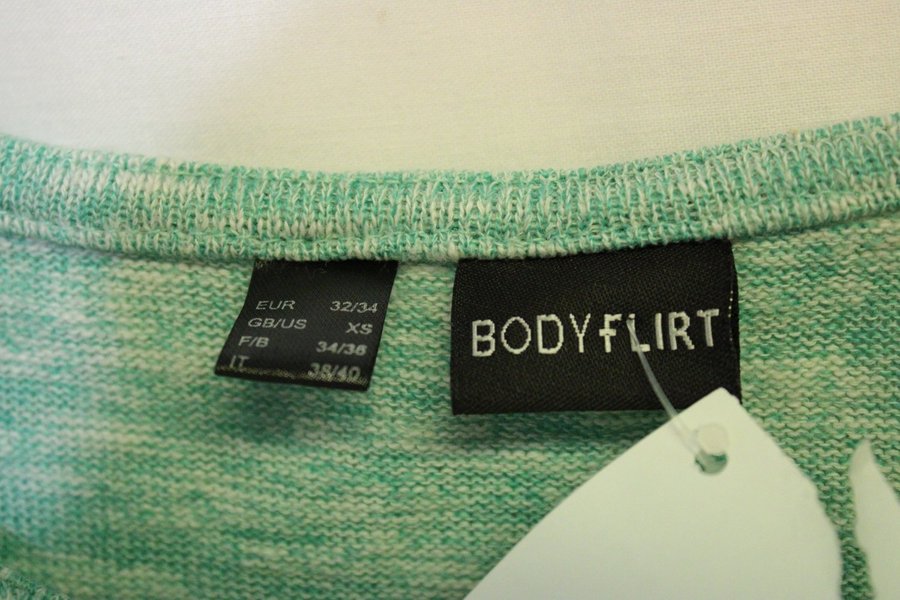 EUR 32/34
GB/US XS
F/B 34/36
IT 38/40
BODYFLIRT